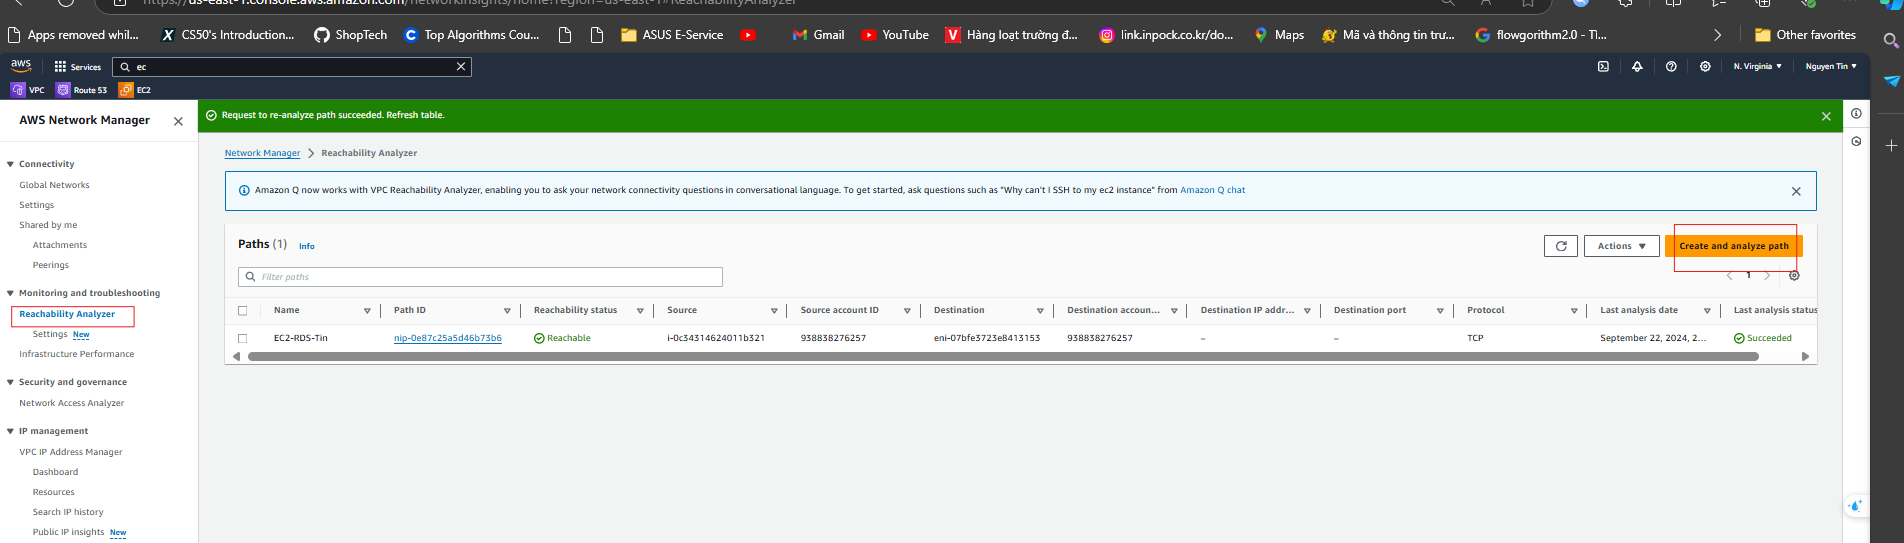 https://us-east-1.console.aws.amazon.com/networkinsights/home?region=us-east-1#ReachabilityAnalyzer
Apps removed whil... CS50's Introduction... ShopTech Top Algorithms Cou... ASUS E-Service Gmail YouTube Hàng loạt trường đ... link.inpock.co.kr/do... Maps Mã và thông tin trư... flowgorithm2.0 - Tì... Other favorites
aws Services ec N. Virginia Nguyen Tin
VPC Route 53 EC2
AWS Network Manager
Connectivity
Global Networks
Settings
Shared by me
Attachments
Peerings
Monitoring and troubleshooting
Reachability Analyzer
Settings New
Infrastructure Performance
Security and governance
Network Access Analyzer
IP management
VPC IP Address Manager
Dashboard
Resources
Search IP history
Public IP insights New
Request to re-analyze path succeeded. Refresh table.
Network Manager > Reachability Analyzer
Amazon Q now works with VPC Reachability Analyzer, enabling you to ask your network connectivity questions in conversational language. To get started, ask questions such as "Why can't I SSH to my ec2 instance" from Amazon Q chat
Paths (1) Info
Actions Create and analyze path
Filter paths
1
Name Path ID Reachability status Source Source account ID Destination Destination accoun... Destination IP addr... Destination port Protocol Last analysis date Last analysis status
EC2-RDS-Tin nip-0e87c25a5d46b73b6 Reachable i-0c34314624011b321 938838276257 eni-07bfe3723e8413153 938838276257 – – TCP September 22, 2024, 2... Succeeded